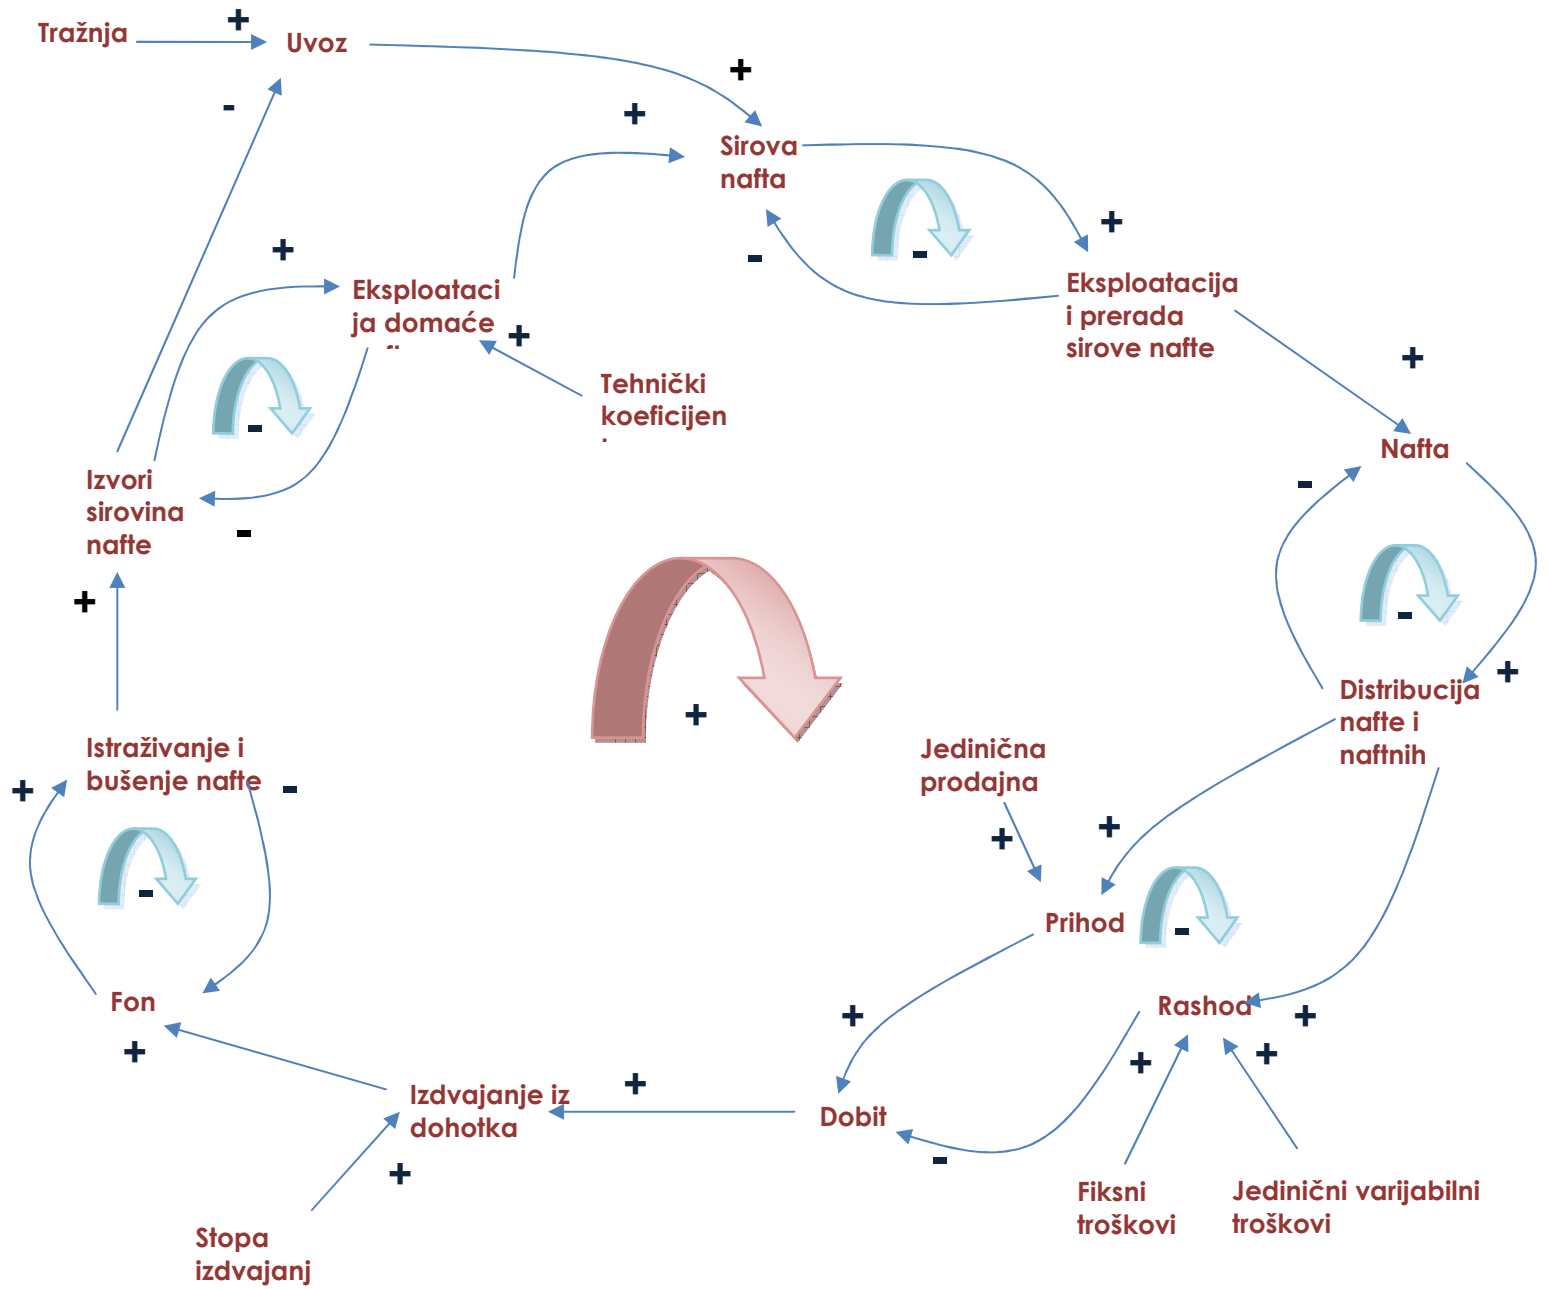 Tražnja
+
Uvoz
+
-
+
Sirova
nafta
+
-
-
+
Eksploataci
ja domaće
+
Eksploatacija
i prerada
sirove nafte
+
Tehnički
koeficijen
-
-
Izvori
sirovina
nafte
Nafta
-
-
+
+
+
Istraživanje i
bušenje nafte
+
-
-
Distribucija
nafte i
naftnih
Jedinična
prodajna
+
+
Prihod
-
Fon
+
Rashod
+
+
+
+
Izdvajanje iz
dohotka
+
+
Dobit
-
Stopa
izdvajanj
Fiksni
troškovi
Jedinični varijabilni
troškovi